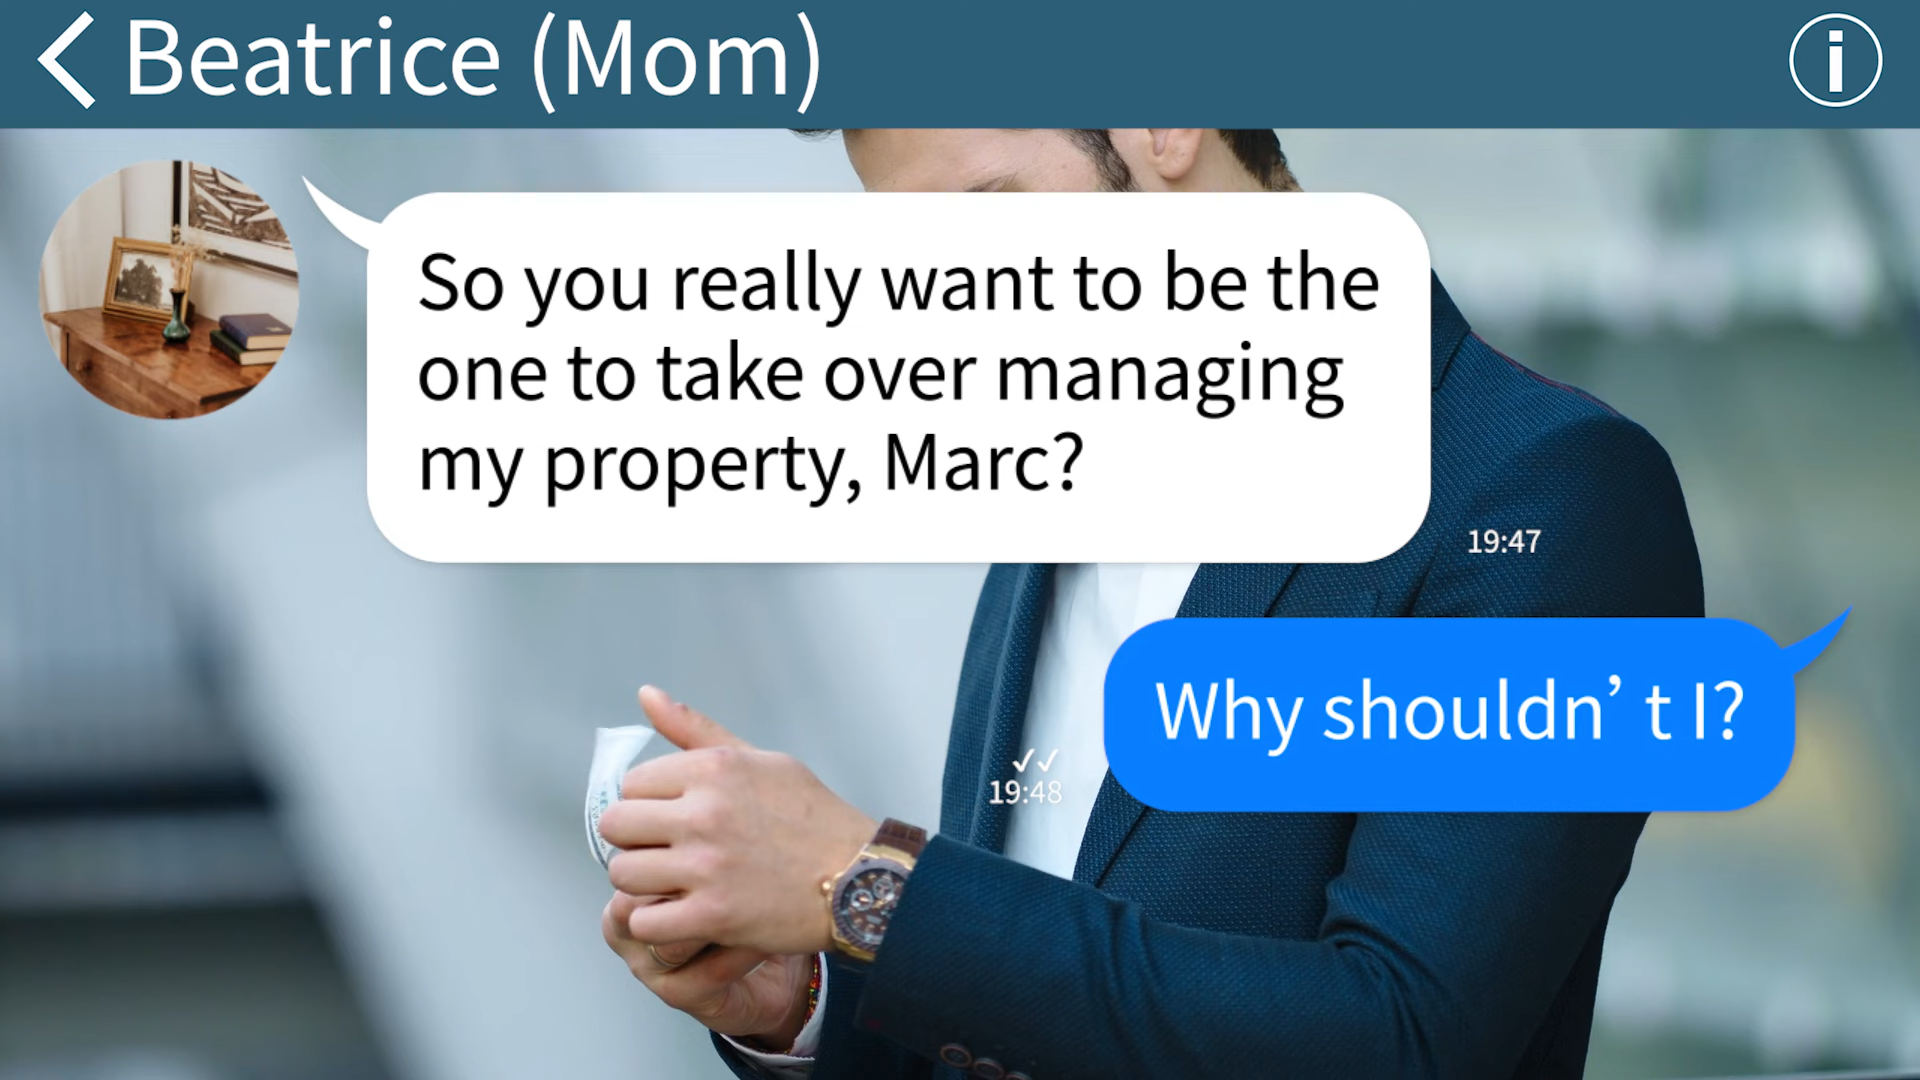 Beatrice (Mom)
So you really want to be the
one to take over managing
my property, Marc?
19:47
Why shouldn’ t I?
19:48